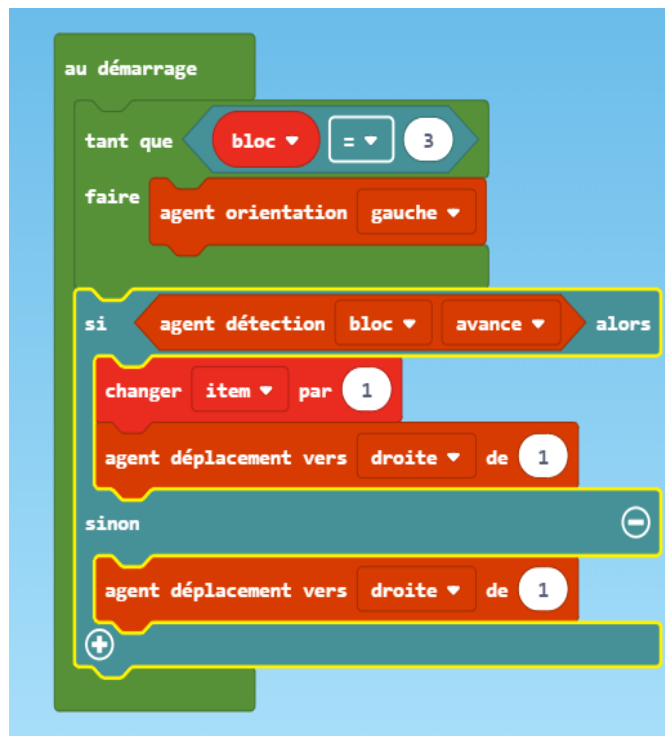 au démarrage
tant que bloc = 3
faire
agent orientation gauche
si agent détection bloc avance alors
changer item par 1
agent déplacement vers droite de 1
sinon
agent déplacement vers droite de 1